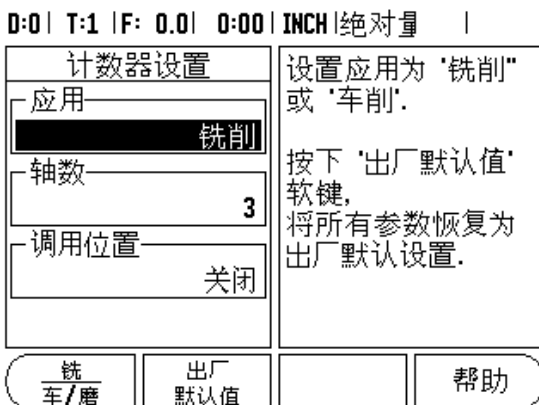 D:0 | T:1 | F: 0.0 | 0:00 | INCH | 绝对量 |
计数器设置
应用
铣削
轴数
3
调用位置
关闭
设置应用为 '铣削"
或 '车削'.
按下 '出厂默认值'
软键,
将所有参数恢复为
出厂默认设置.
铣
车/磨
出厂
默认值
帮助